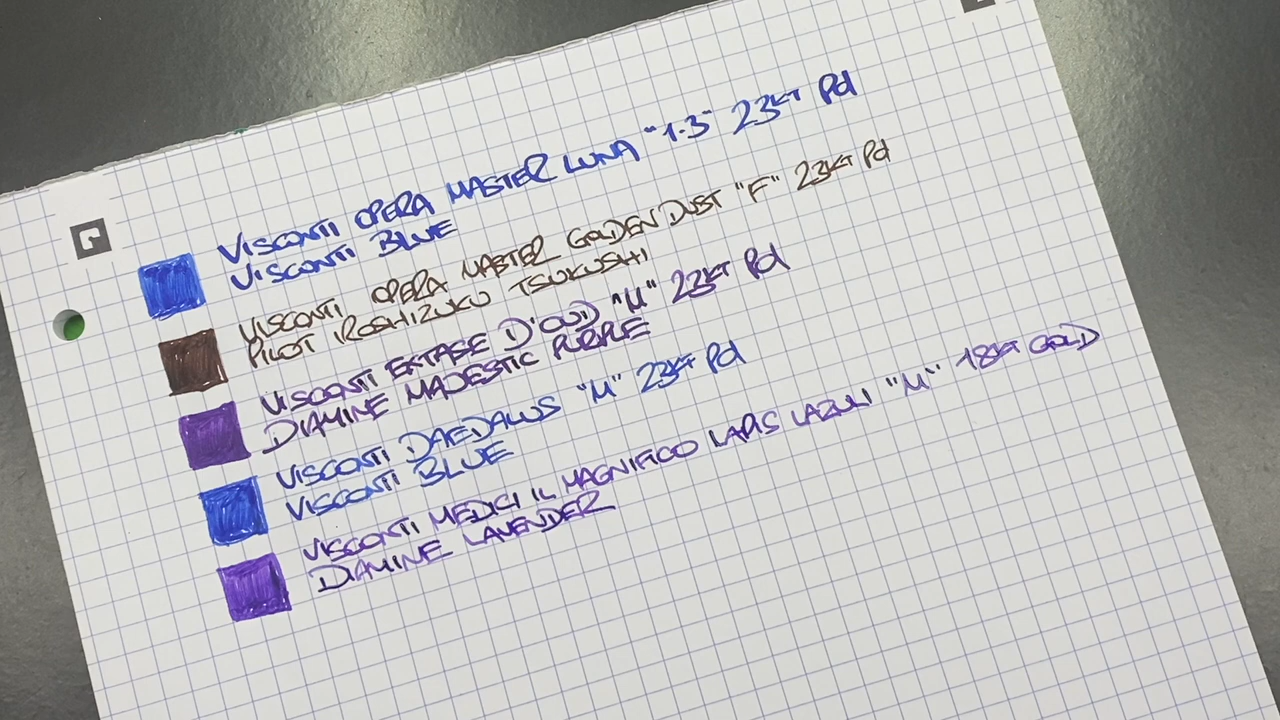 VISCONTI OPERA MASTER LUNA "1.3" 23KT Pd
VISCONTI BLUE
VISCONTI OPERA MASTER GOLDEN DUST "F" 23KT Pd
PILOT IROSHIZUKU TSUKUSHI
VISCONTI EXTASE D'OUD "M" 23KT Pd
DIAMINE MAJESTIC PURPLE
VISCONTI DAEDALUS "M" 23KT Pd
VISCONTI BLUE
VISCONTI MEDICI IL MAGNIFICO LAPIS LAZULI "M" 18KT GOLD
DIAMINE LAVENDER